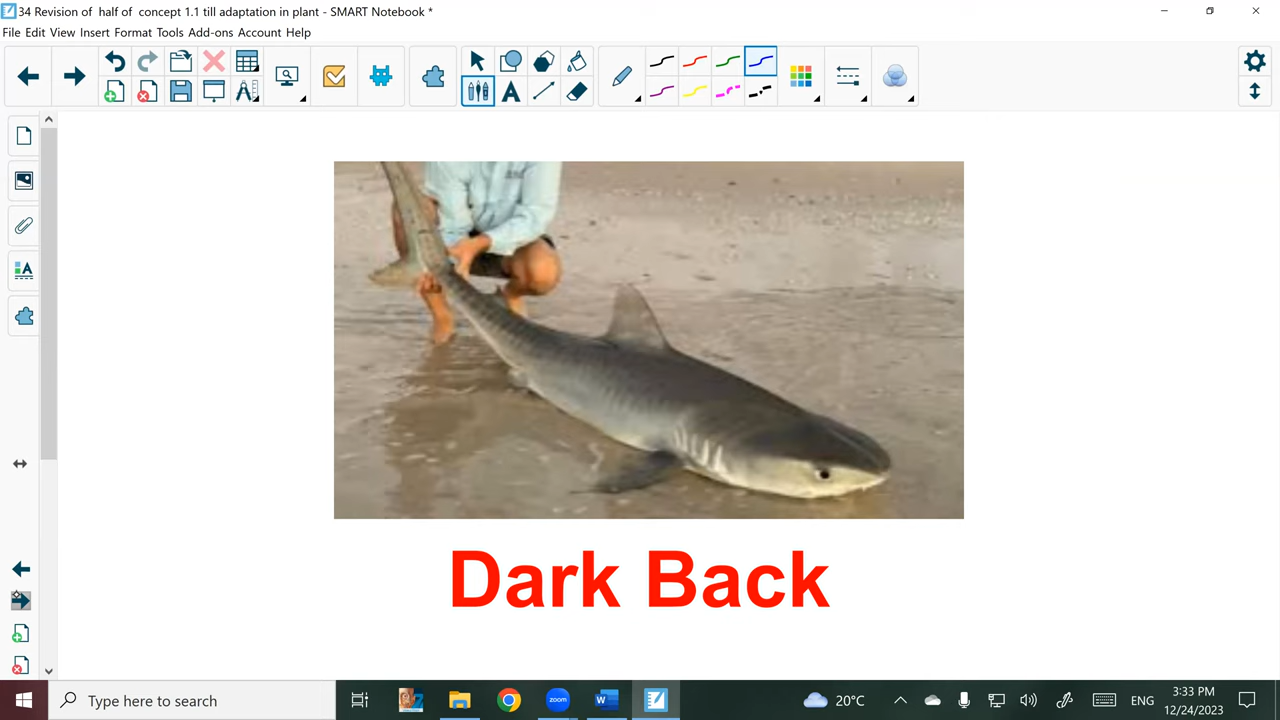 34 Revision of half of concept 1.1 till adaptation in plant - SMART Notebook *
File Edit View Insert Format Tools Add-ons Account Help
Dark Back
Type here to search
zoom
20°C
ENG
3:33 PM
12/24/2023